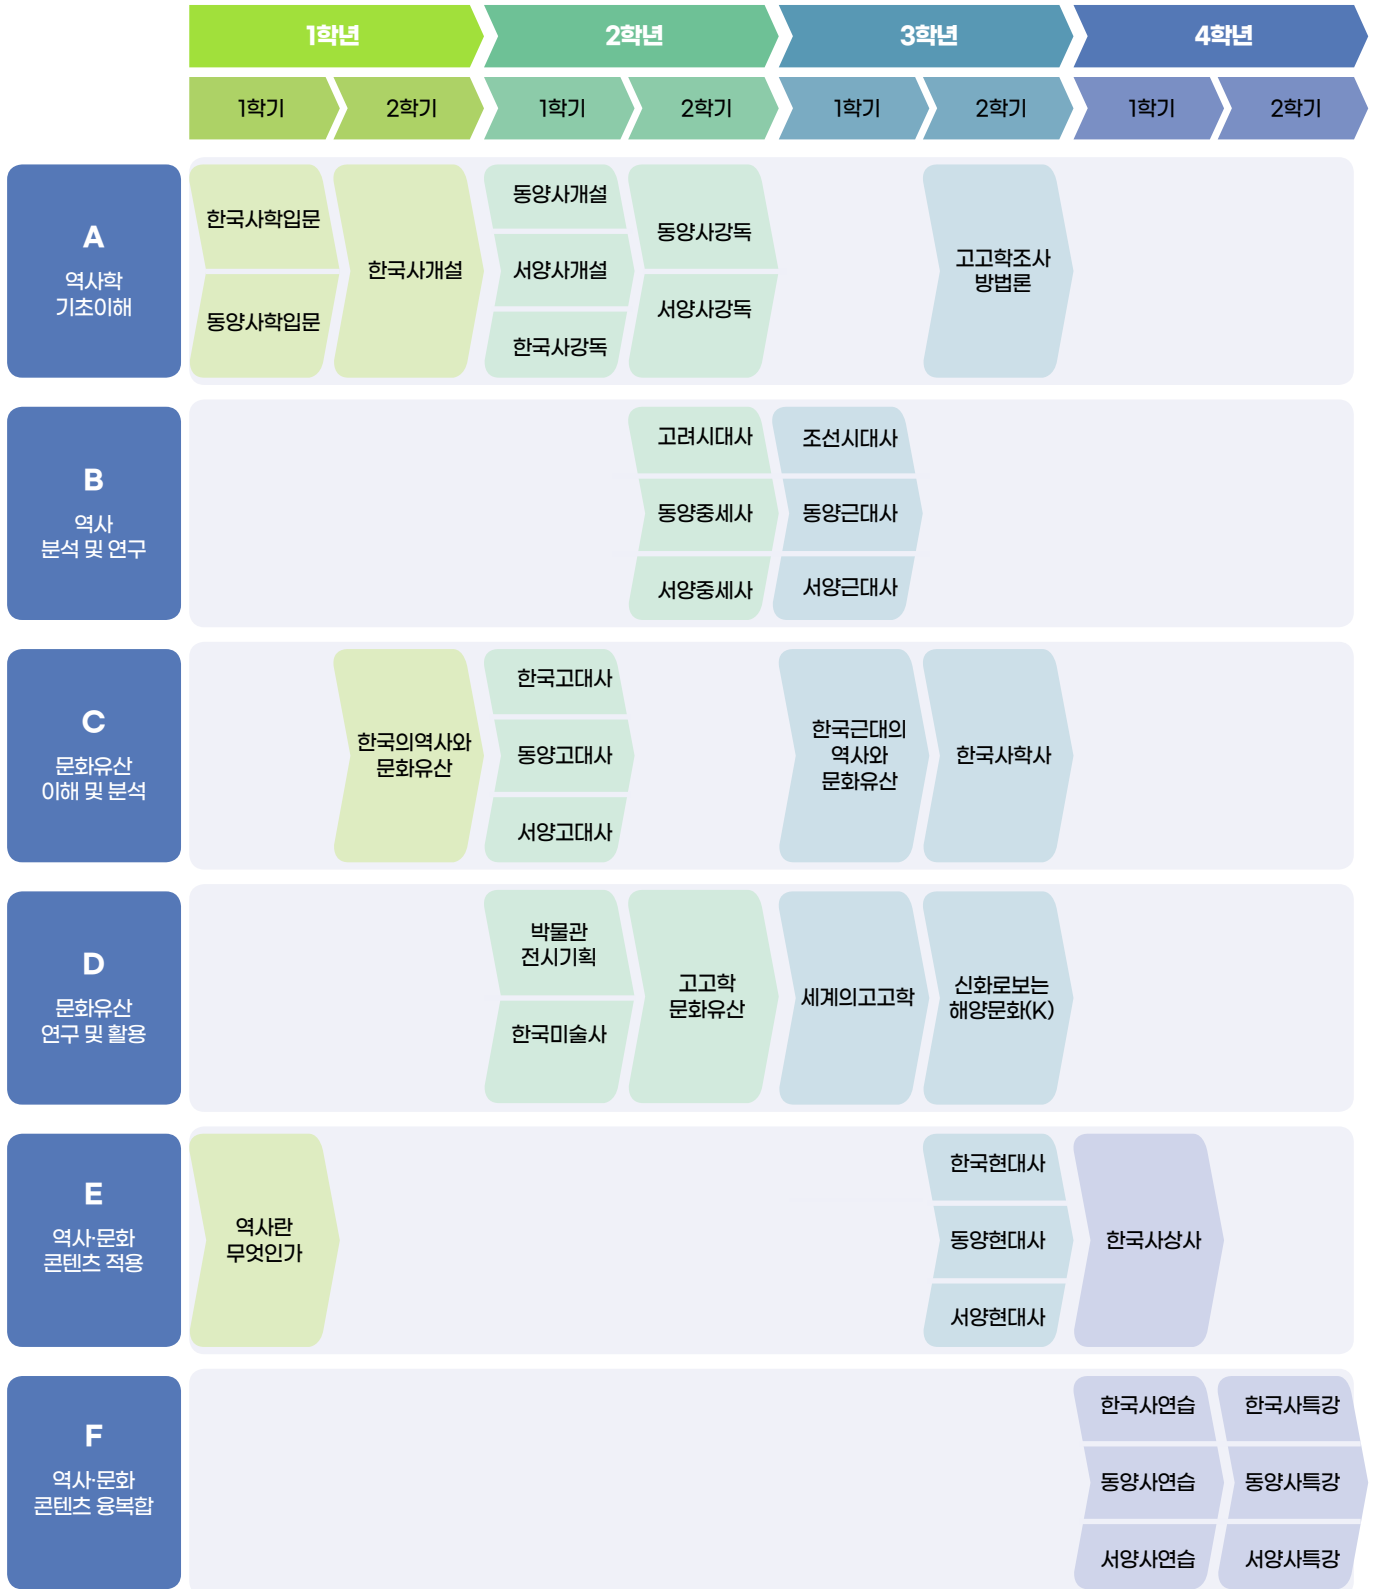 1학년
2학년
3학년
4학년
1학기
2학기
1학기
2학기
1학기
2학기
1학기
2학기
A
역사학
기초이해
한국사학입문
동양사학입문
한국사개설
동양사개설
서양사개설
한국사강독
동양사강독
서양사강독
고고학조사
방법론
B
역사
분석 및 연구
고려시대사
동양중세사
서양중세사
조선시대사
동양근대사
서양근대사
C
문화유산
이해 및 분석
한국의역사와
문화유산
한국고대사
동양고대사
서양고대사
한국근대의
역사와
문화유산
한국사학사
D
문화유산
연구 및 활용
박물관
전시기획
한국미술사
고고학
문화유산
세계의고고학
신화로보는
해양문화(K)
E
역사·문화
콘텐츠 적용
역사란
무엇인가
한국현대사
동양현대사
서양현대사
한국사상사
F
역사·문화
콘텐츠 융복합
한국사연습
동양사연습
서양사연습
한국사특강
동양사특강
서양사특강